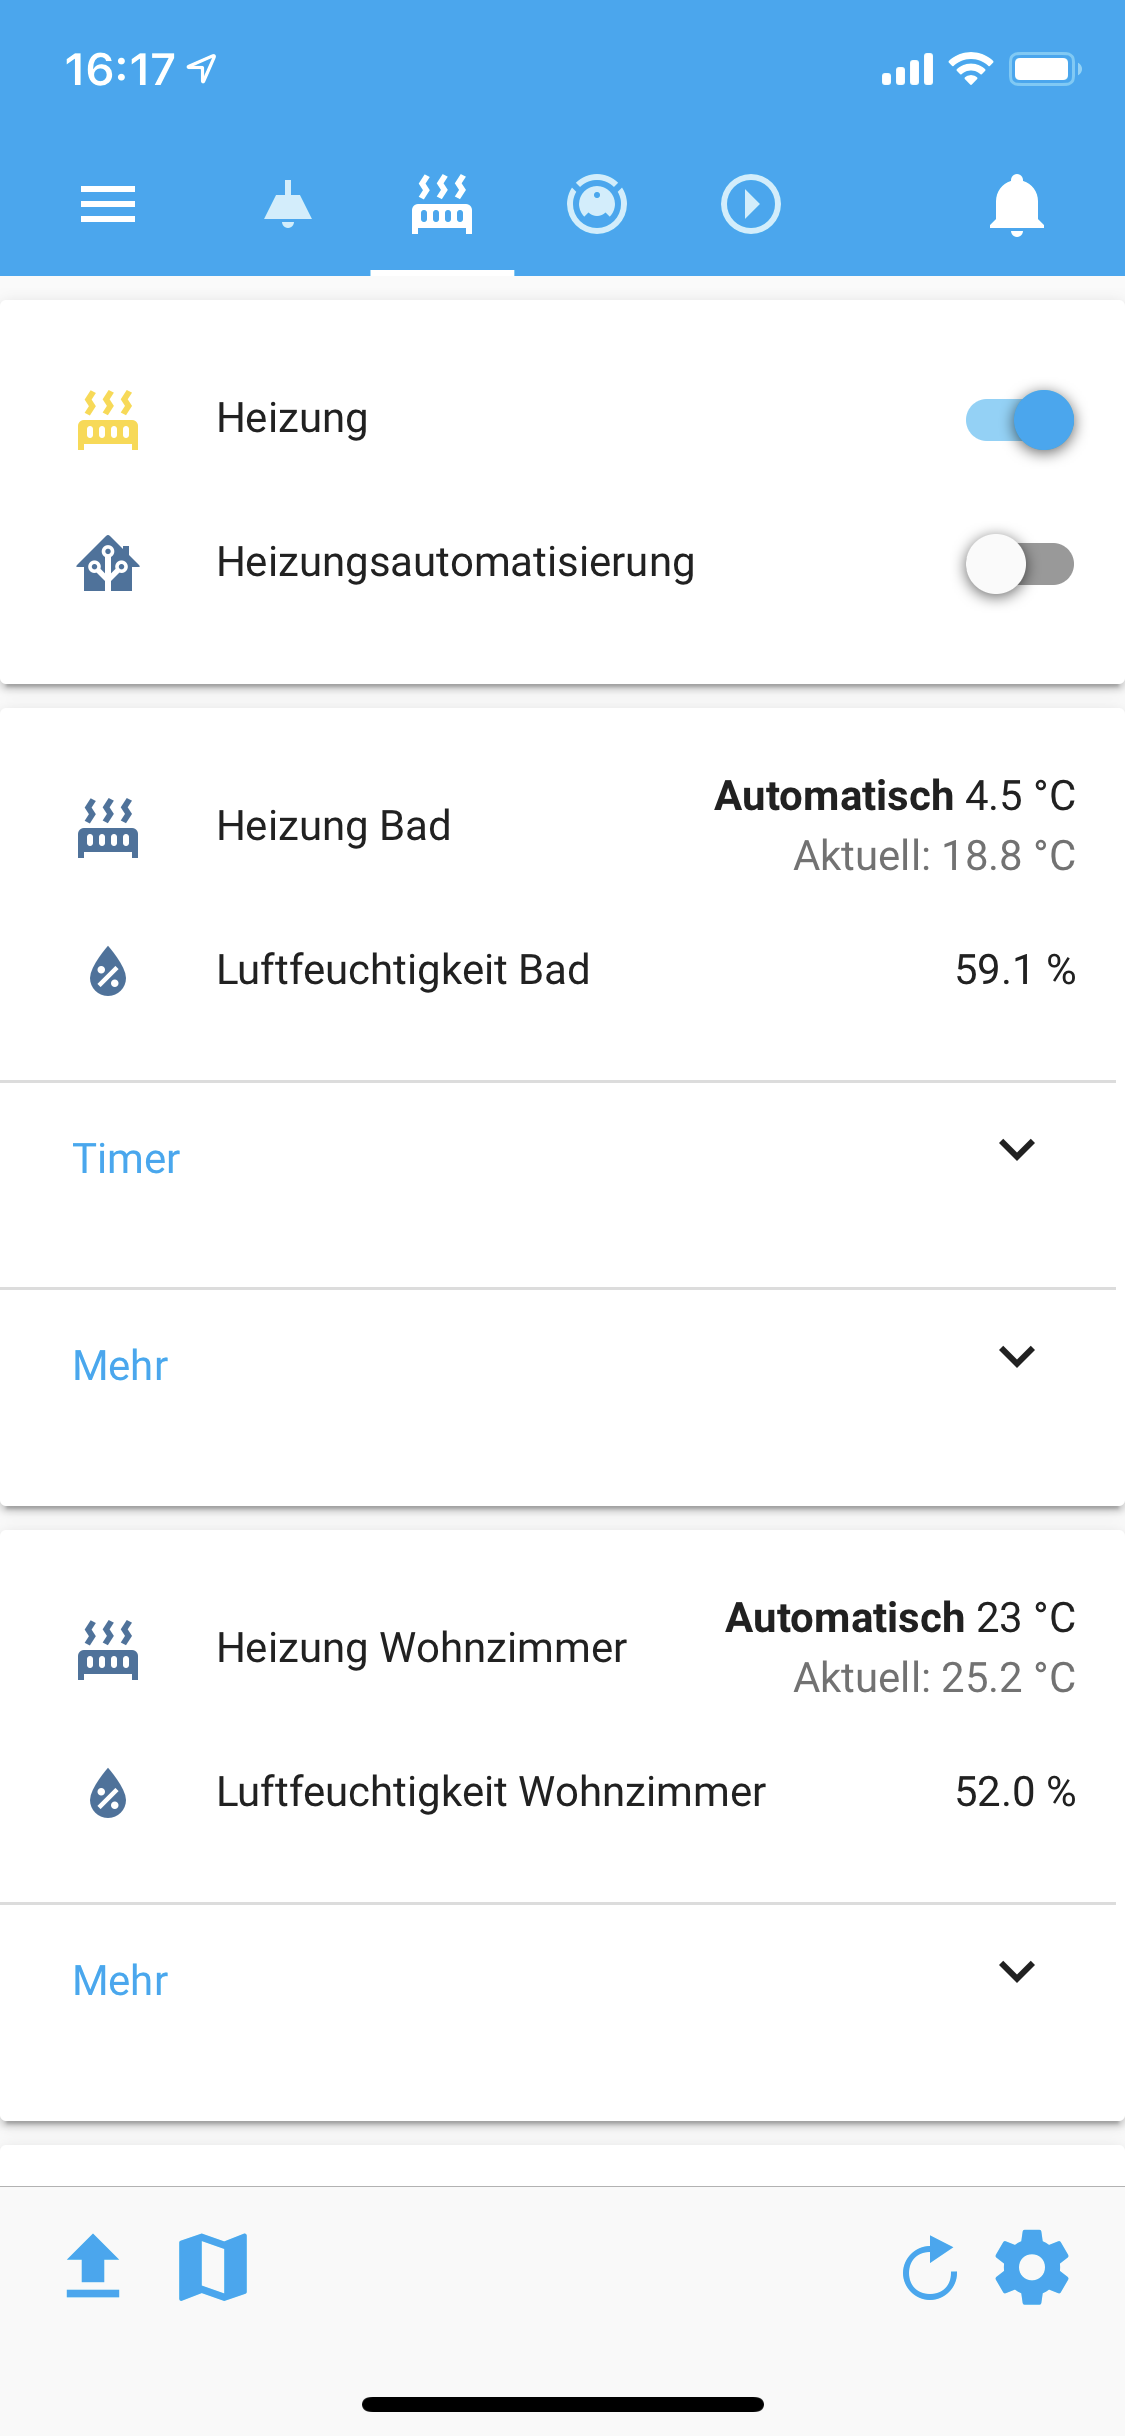 16:17
Heizung
Heizungsautomatisierung
Heizung Bad
Automatisch 4.5 °C
Aktuell: 18.8 °C
Luftfeuchtigkeit Bad
59.1 %
Timer
Mehr
Heizung Wohnzimmer
Automatisch 23 °C
Aktuell: 25.2 °C
Luftfeuchtigkeit Wohnzimmer
52.0 %
Mehr